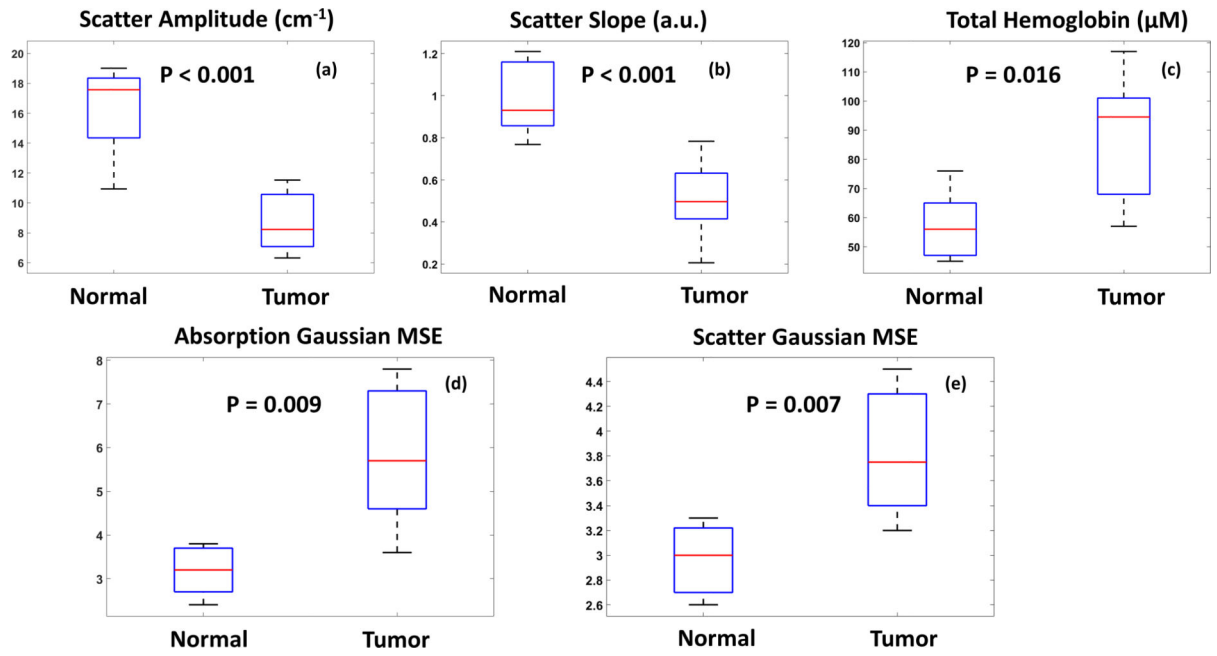 Scatter Amplitude (cm⁻¹)
20
18
16
14
12
10
8
6
P < 0.001
(a)
Normal
Tumor
Scatter Slope (a.u.)
1.2
1
0.8
0.6
0.4
0.2
P < 0.001
(b)
Normal
Tumor
Total Hemoglobin (µM)
120
110
100
90
80
70
60
50
P = 0.016
(c)
Normal
Tumor
Absorption Gaussian MSE
8
7
6
5
4
3
P = 0.009
(d)
Normal
Tumor
Scatter Gaussian MSE
4.4
4.2
4
3.8
3.6
3.4
3.2
3
2.8
2.6
P = 0.007
(e)
Normal
Tumor